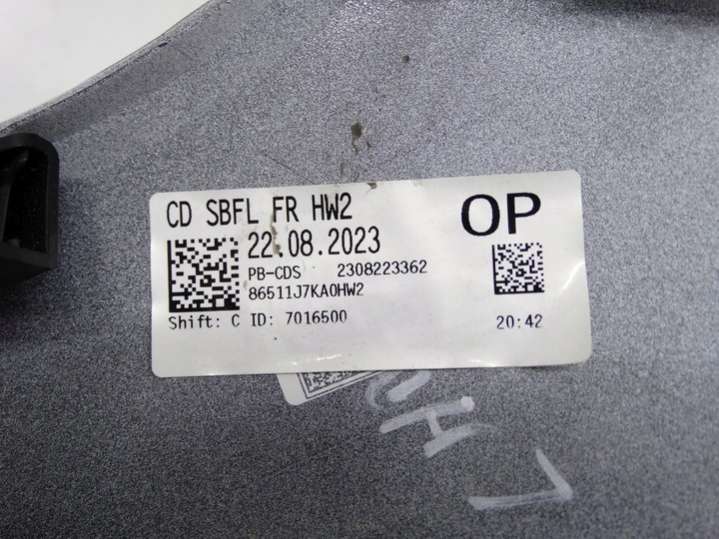 CD SBFL FR HW2
OP
22.08.2023
PB-CDS 2308223362
86511J7KA0HW2
Shift: C ID: 7016500
20:42